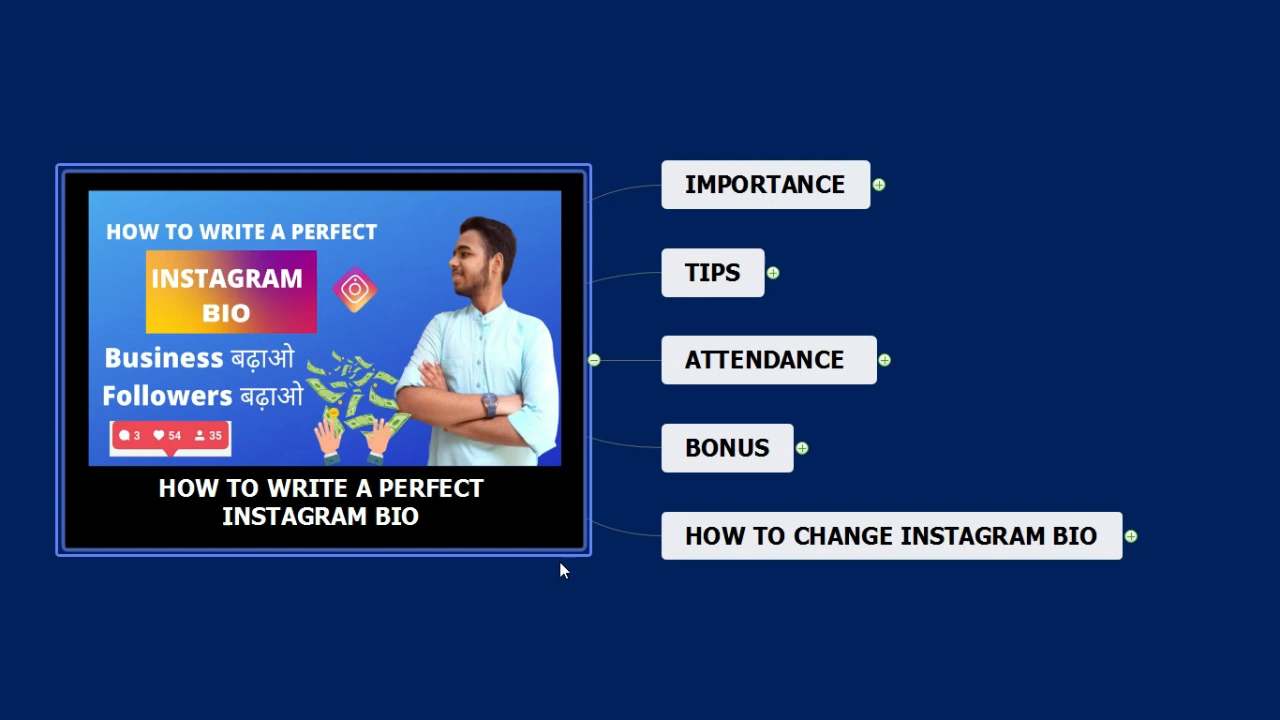 HOW TO WRITE A PERFECT
INSTAGRAM
BIO
Business बढ़ाओ
Followers बढ़ाओ
3 54 35
HOW TO WRITE A PERFECT
INSTAGRAM BIO
IMPORTANCE
TIPS
ATTENDANCE
BONUS
HOW TO CHANGE INSTAGRAM BIO